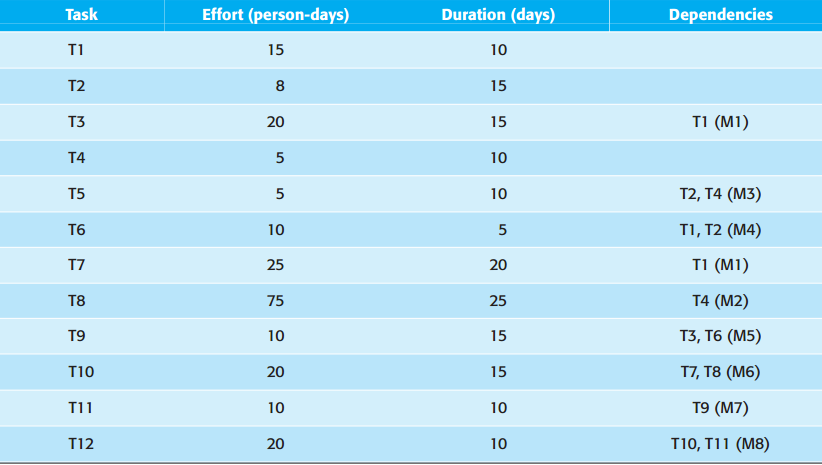 Task Effort (person-days) Duration (days) Dependencies
T1 15 10
T2 8 15
T3 20 15 T1 (M1)
T4 5 10
T5 5 10 T2, T4 (M3)
T6 10 5 T1, T2 (M4)
T7 25 20 T1 (M1)
T8 75 25 T4 (M2)
T9 10 15 T3, T6 (M5)
T10 20 15 T7, T8 (M6)
T11 10 10 T9 (M7)
T12 20 10 T10, T11 (M8)